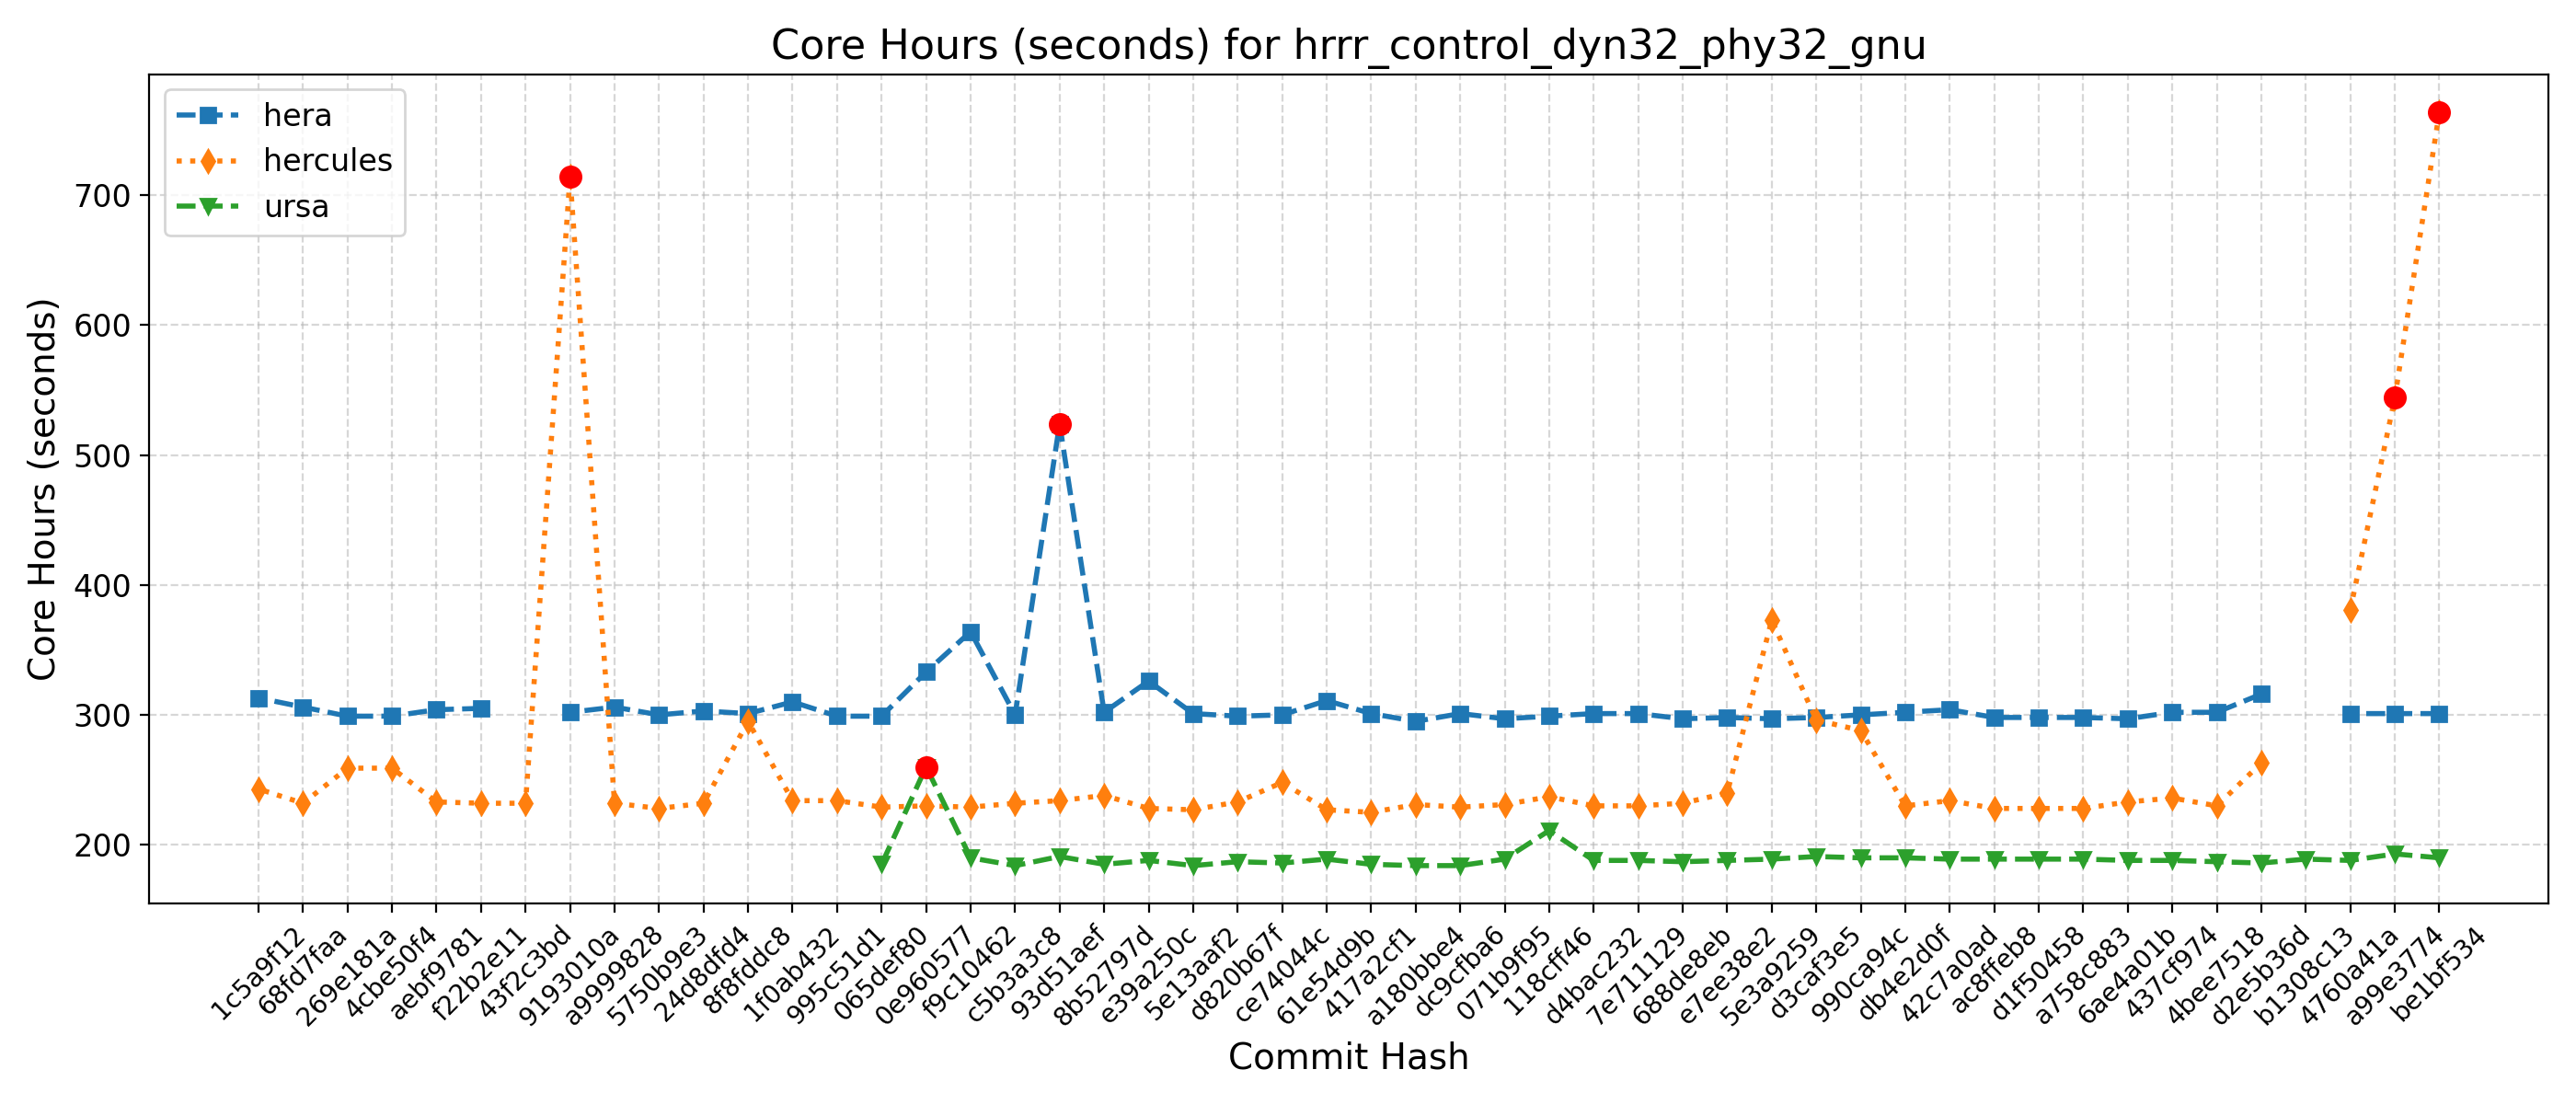 Core Hours (seconds) for hrrr_control_dyn32_phy32_gnu
hera
hercules
ursa
Core Hours (seconds)
700
600
500
400
300
200
1c5a9f12
68fd7faa
269e181a
4cbe50f4
aebf9781
f22b2e11
43f2c3bd
9193010a
a9999828
5750b9e3
24d8dfd4
8f8fddc8
1f0ab432
995c51d1
065def80
0e960577
f9c10462
c5b3a3c8
93d51aef
8b52797d
e39a250c
5e13aaf2
d820b67f
ce74044c
61e54d9b
417a2cf1
a180bbe4
dc9cfba6
071b9f95
118cff46
d4bac232
7e711129
688de8eb
e7ee38e2
5e3a9259
d3caf3e5
990ca94c
db4e2d0f
42c7a0ad
ac8ffeb8
d1f50458
a758c883
6ae4a01b
437cf974
4bee7518
d2e5b36d
b1308c13
4760a41a
a99e3774
be1bf534
Commit Hash